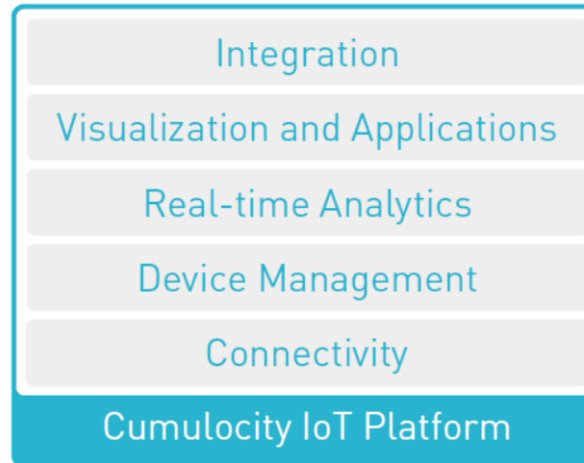 Integration
Visualization and Applications
Real-time Analytics
Device Management
Connectivity
Cumulocity IoT Platform